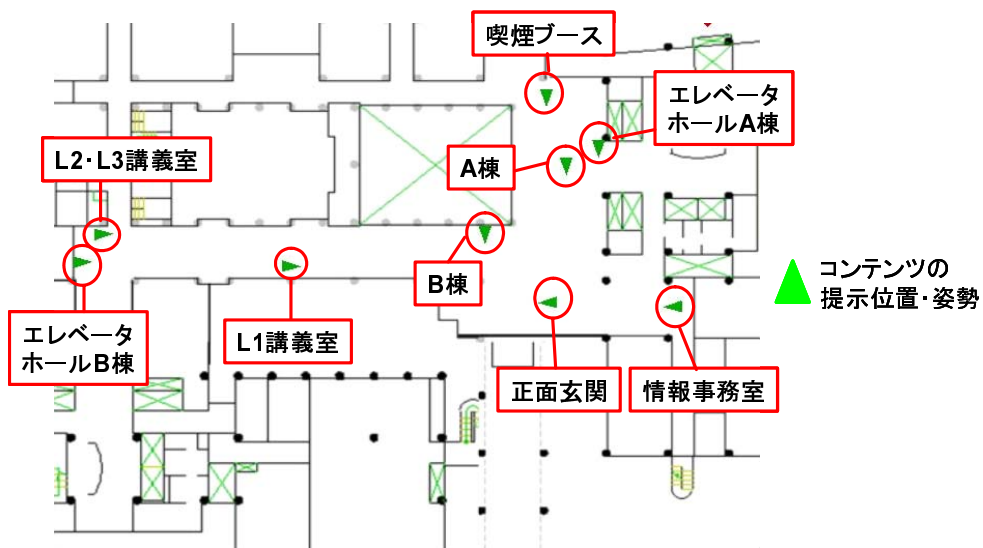 喫煙ブース
エレベータ
ホールA棟
L2・L3講義室
A棟
B棟
コンテンツの
提示位置・姿勢
エレベータ
ホールB棟
L1講義室
正面玄関
情報事務室